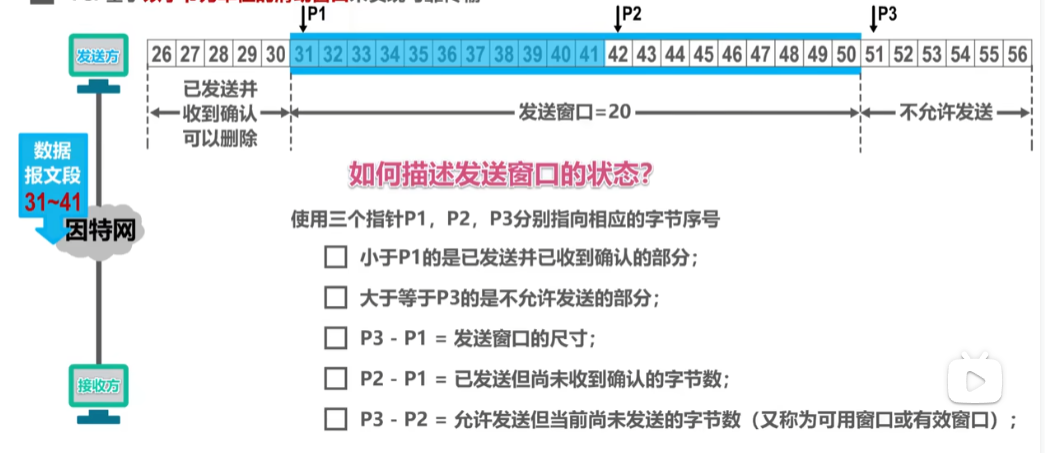 P1 P2 P3
发送方
26 27 28 29 30 31 32 33 34 35 36 37 38 39 40 41 42 43 44 45 46 47 48 49 50 51 52 53 54 55 56
已发送并
收到确认
可以删除
发送窗口=20
不允许发送
数据
报文段
31~41
因特网
接收方
如何描述发送窗口的状态?
使用三个指针P1，P2，P3分别指向相应的字节序号
小于P1的是已发送并已收到确认的部分；
大于等于P3的是不允许发送的部分；
P3 - P1 = 发送窗口的尺寸；
P2 - P1 = 已发送但尚未收到确认的字节数；
P3 - P2 = 允许发送但当前尚未发送的字节数（又称为可用窗口或有效窗口）；